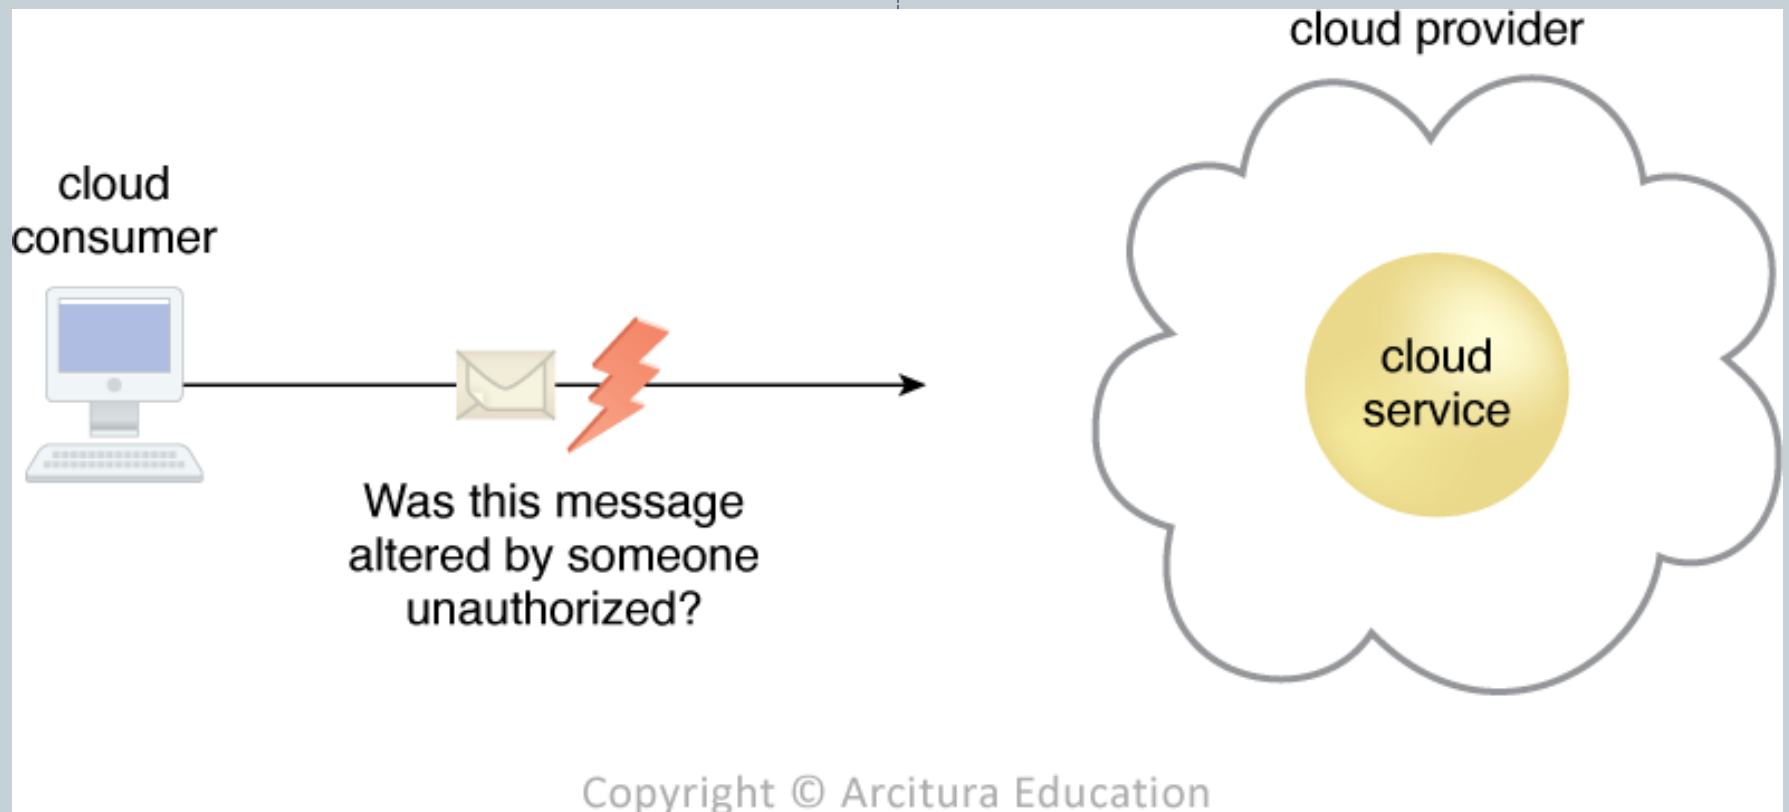 cloud provider
cloud
consumer
cloud
service
Was this message
altered by someone
unauthorized?
Copyright © Arcitura Education